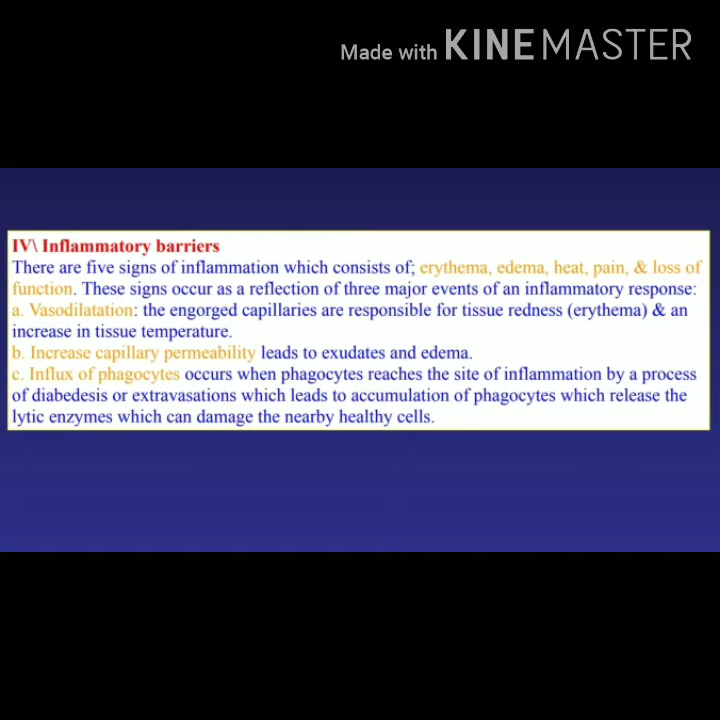 Made with KINEMASTER
IV\ Inflammatory barriers
There are five signs of inflammation which consists of; erythema, edema, heat, pain, & loss of
function. These signs occur as a reflection of three major events of an inflammatory response:
a. Vasodilatation: the engorged capillaries are responsible for tissue redness (erythema) & an
increase in tissue temperature.
b. Increase capillary permeability leads to exudates and edema.
c. Influx of phagocytes occurs when phagocytes reaches the site of inflammation by a process
of diabedesis or extravasations which leads to accumulation of phagocytes which release the
lytic enzymes which can damage the nearby healthy cells.